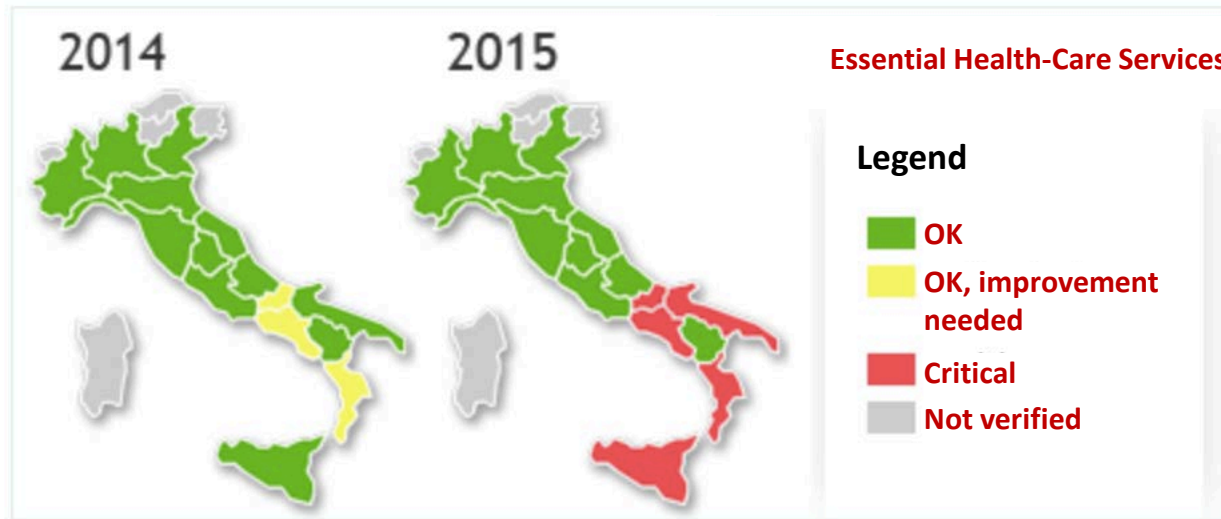 2014
2015
Essential Health-Care Services
Legend
OK
OK, improvement
needed
Critical
Not verified